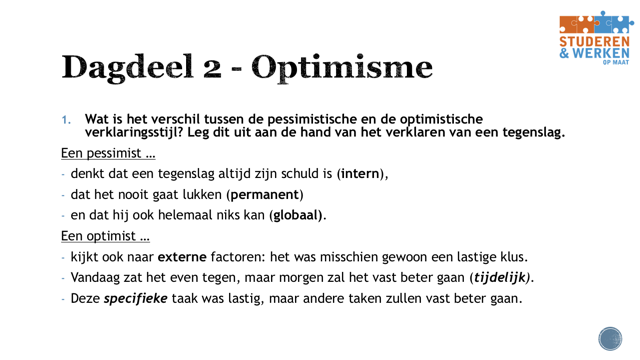 STUDEREN
& WERKEN
OP MAAT
Dagdeel 2 - Optimisme
1. Wat is het verschil tussen de pessimistische en de optimistische
verklaringsstijl? Leg dit uit aan de hand van het verklaren van een tegenslag.
Een pessimist …
- denkt dat een tegenslag altijd zijn schuld is (intern),
- dat het nooit gaat lukken (permanent)
- en dat hij ook helemaal niks kan (globaal).
Een optimist …
- kijkt ook naar externe factoren: het was misschien gewoon een lastige klus.
- Vandaag zat het even tegen, maar morgen zal het vast beter gaan (tijdelijk).
- Deze specifieke taak was lastig, maar andere taken zullen vast beter gaan.